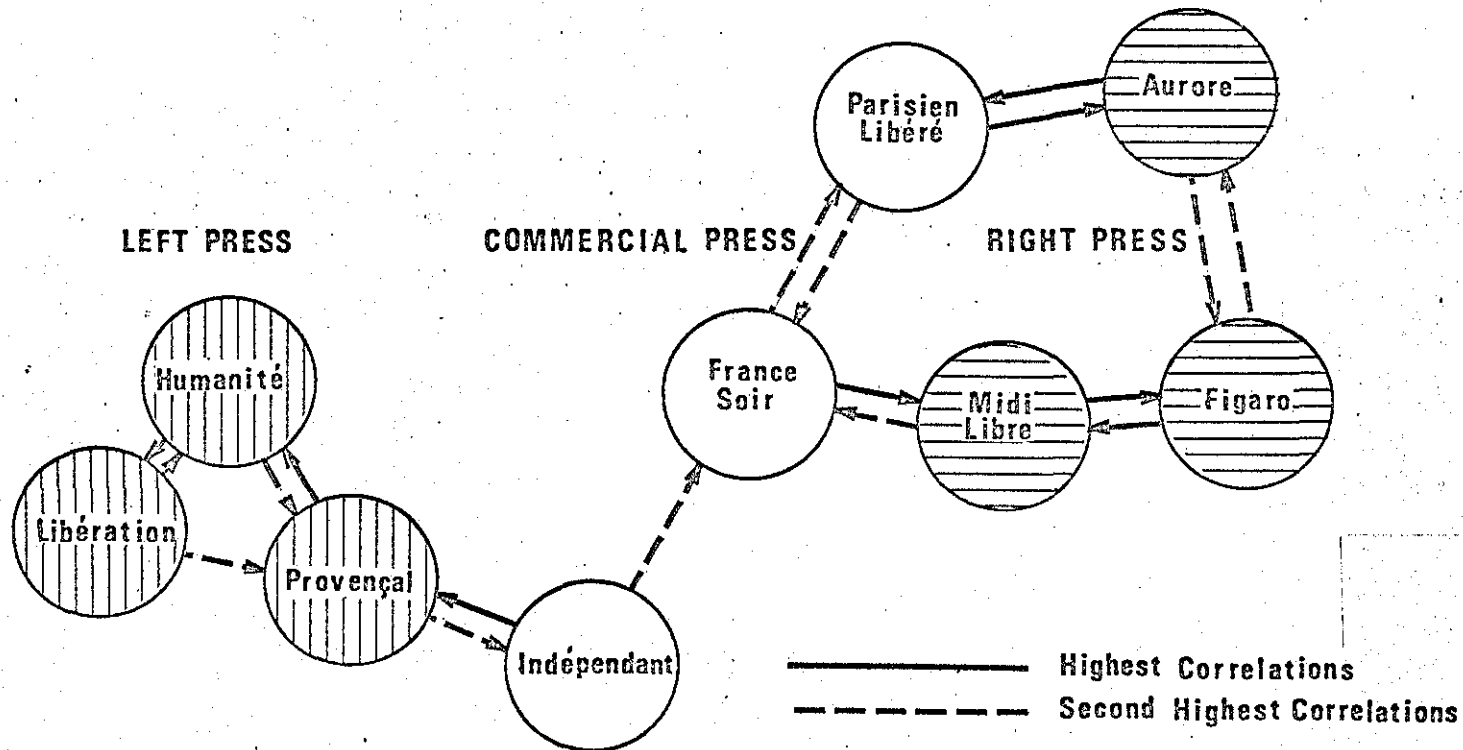 Aurore
Parisien
Libéré
LEFT PRESS
COMMERCIAL PRESS
RIGHT PRESS
Humanité
France
Soir
Midi
Libre
Figaro
Libération
Provençal
Indépendant
Highest Correlations
Second Highest Correlations